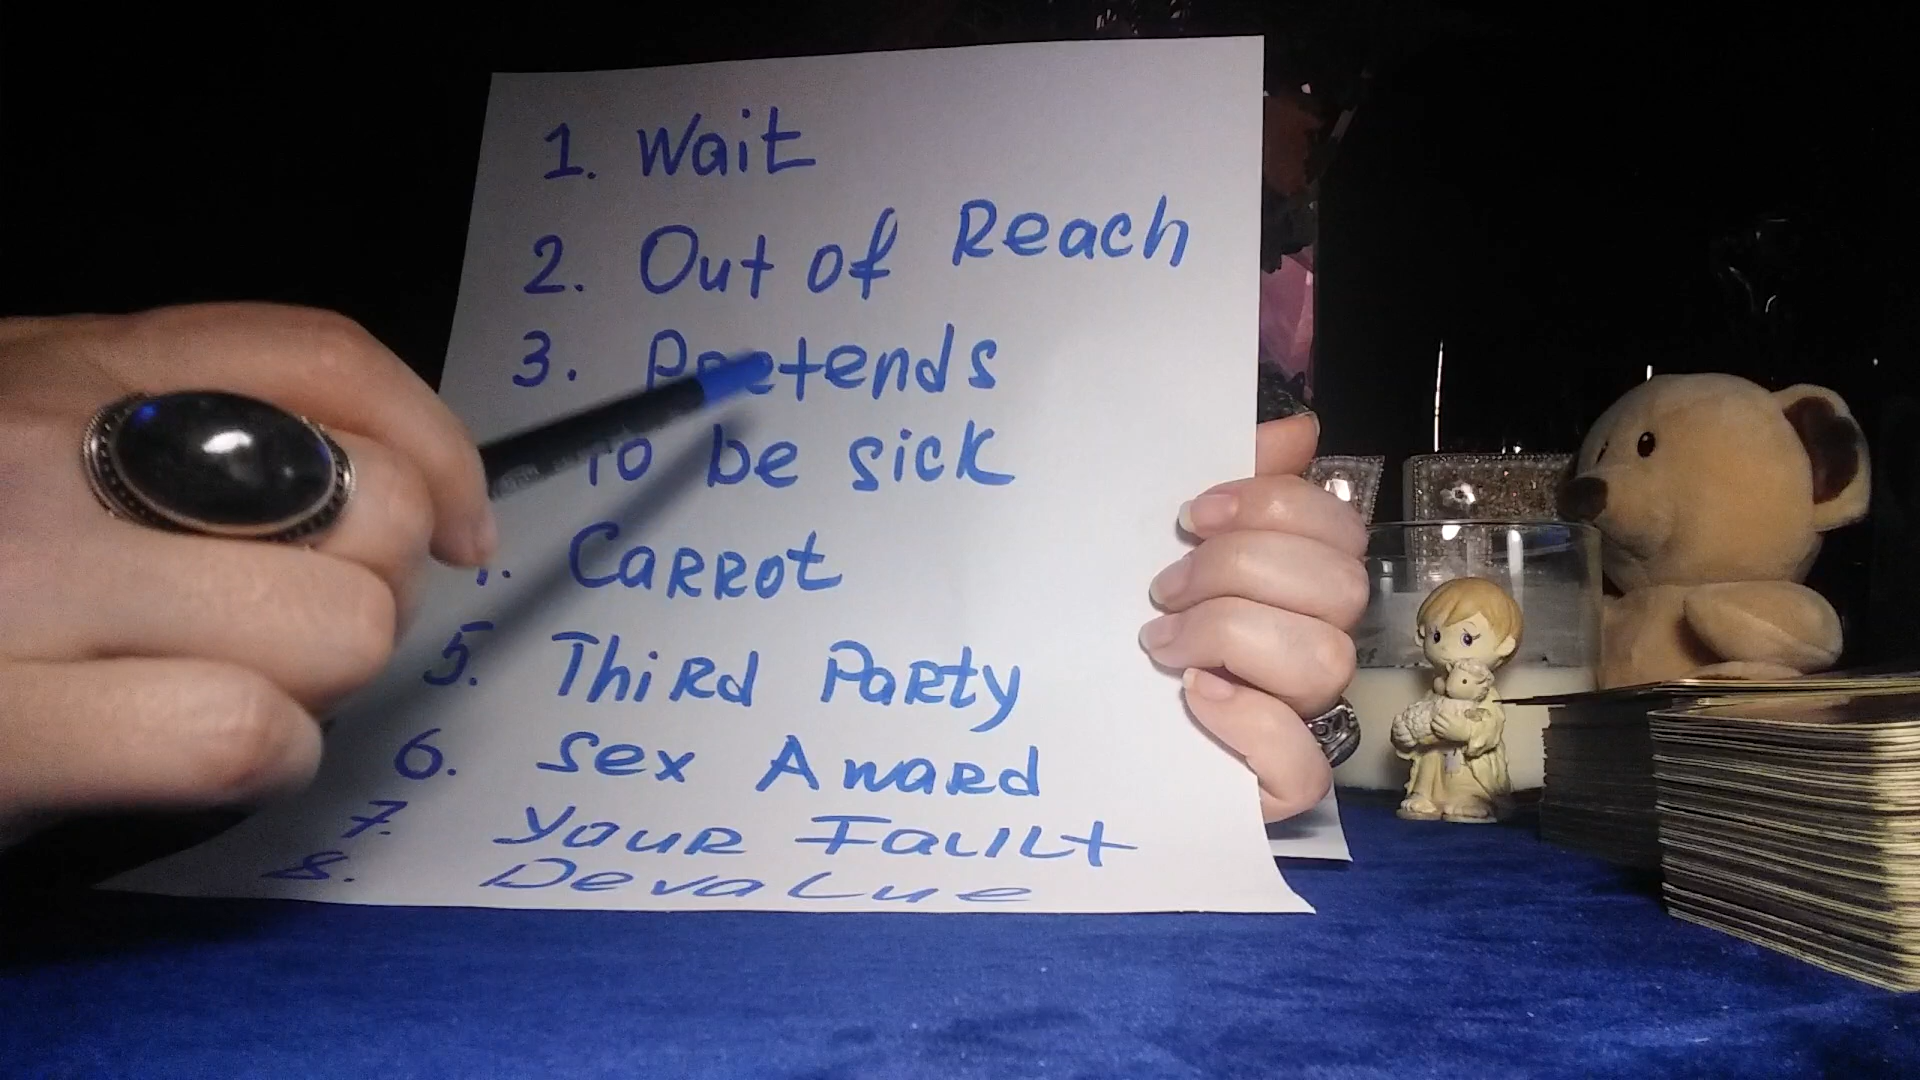 1. Wait
2. Out of Reach
3. Pretends
To be sick
4. Carrot
5. Third Party
6. Sex Award
7. Your Fault
8. Devalue